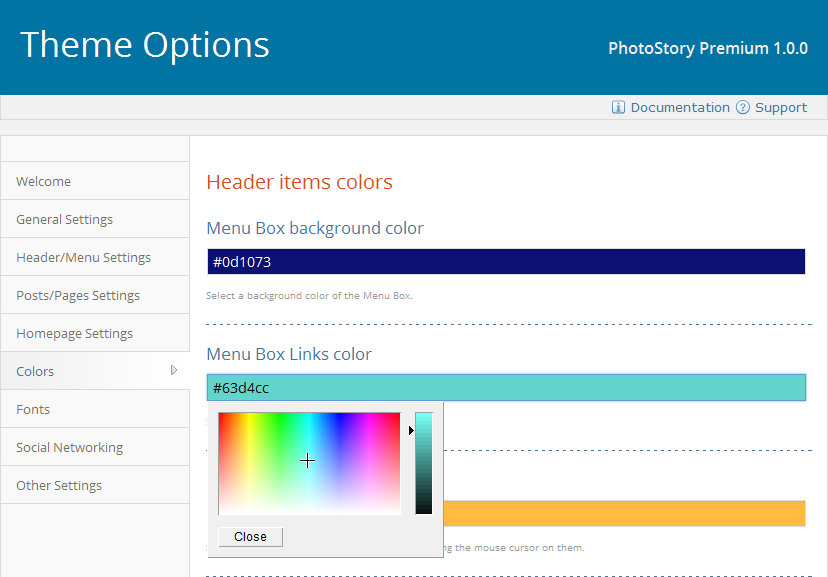 Theme Options
PhotoStory Premium 1.0.0
Documentation
Support
Welcome
General Settings
Header/Menu Settings
Posts/Pages Settings
Homepage Settings
Colors
Fonts
Social Networking
Other Settings
Header items colors
Menu Box background color
#0d1073
Select a background color of the Menu Box.
Menu Box Links color
#63d4cc
Close
the mouse cursor on them.